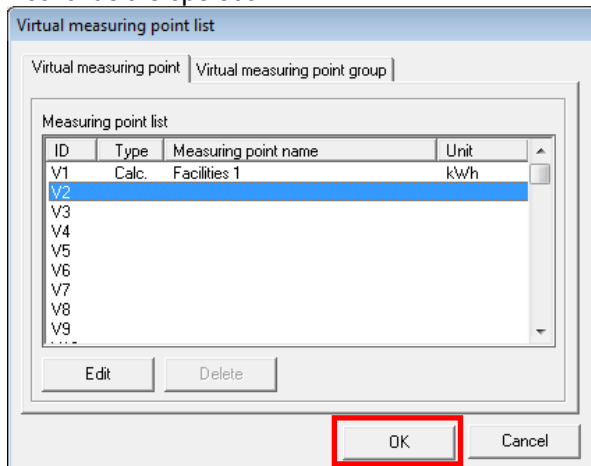 Virtual measuring point list
Virtual measuring point Virtual measuring point group
Measuring point list
ID Type Measuring point name Unit
V1 Calc. Facilities 1 kWh
V2
V3
V4
V5
V6
V7
V8
V9
Edit Delete
OK Cancel